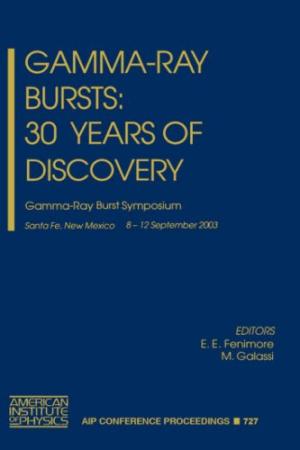 GAMMA-RAY
BURSTS:
30 YEARS OF
DISCOVERY
Gamma-Ray Burst Symposium
Santa Fe, New Mexico 8 – 12 September 2003
EDITORS
E. E. Fenimore
M. Galassi
AMERICAN
INSTITUTE
OF PHYSICS
AIP CONFERENCE PROCEEDINGS ■ 727